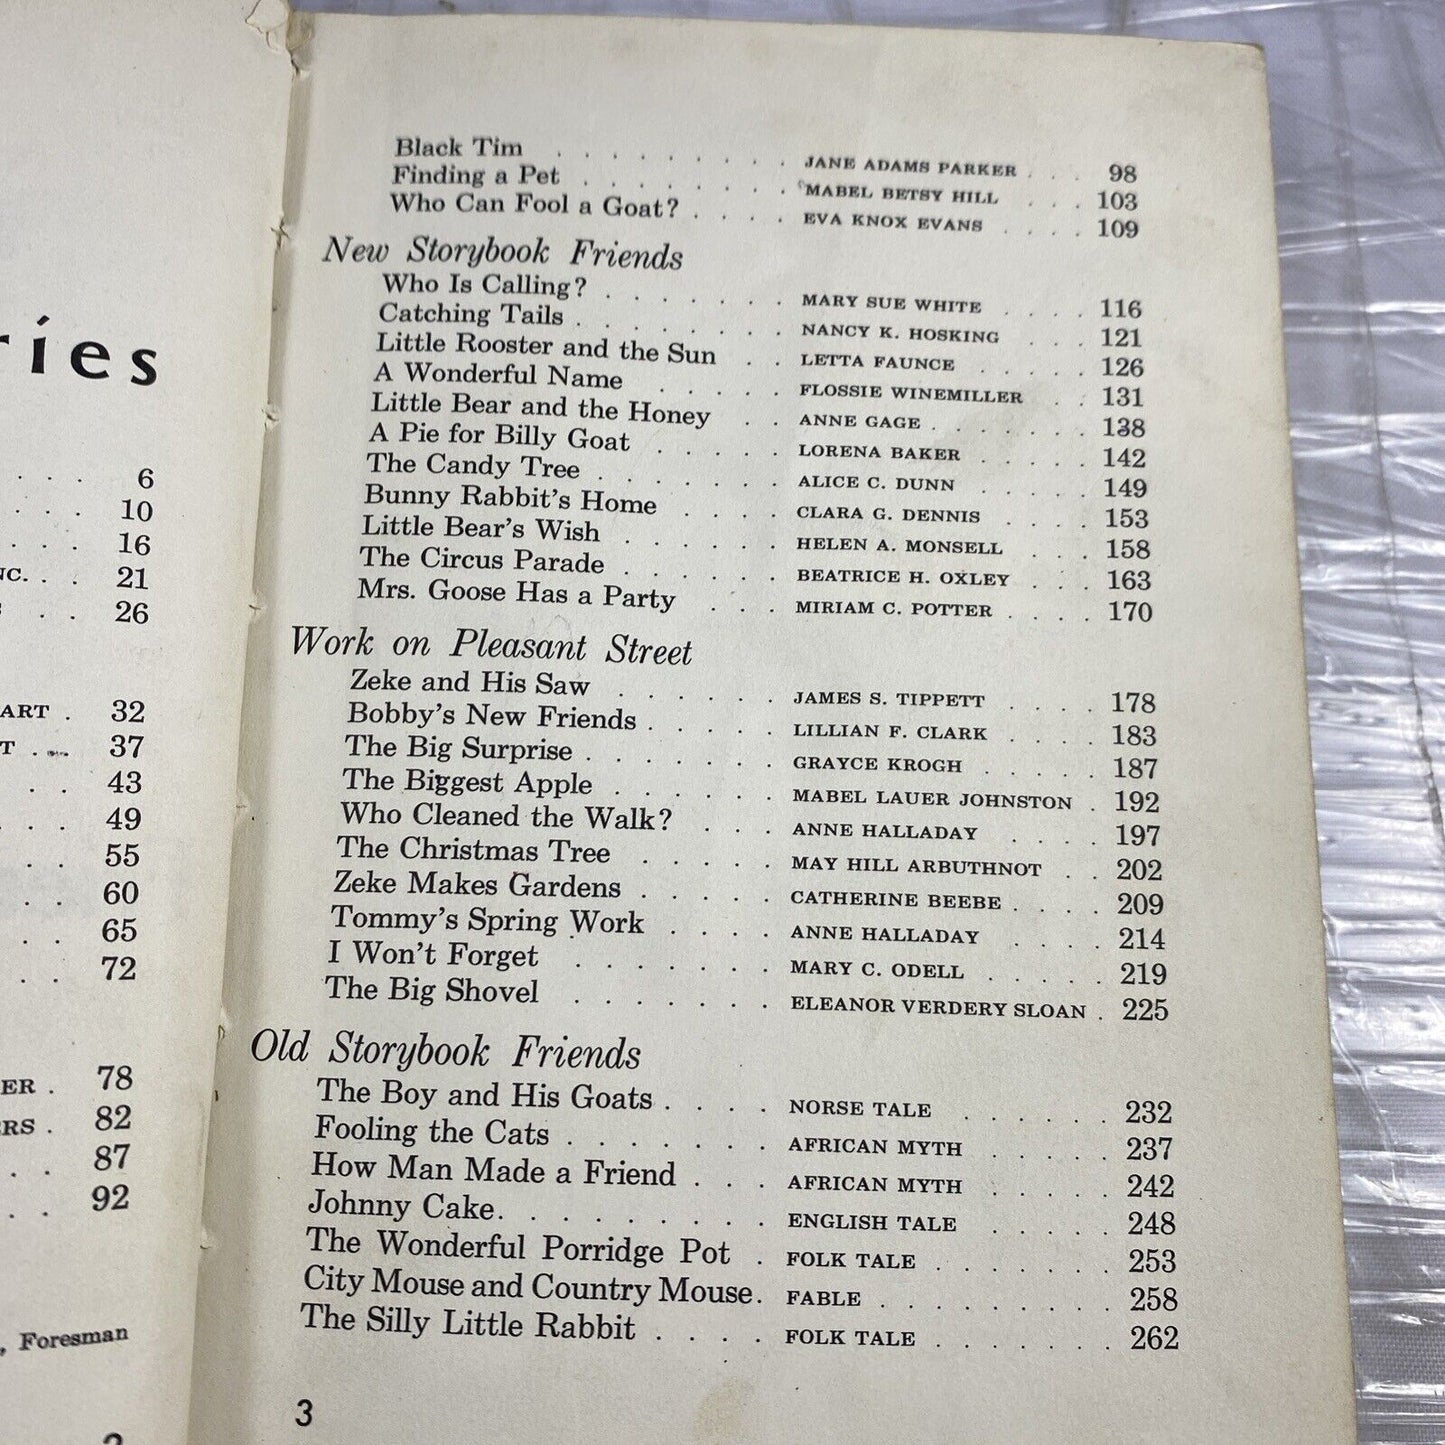 ries
6
10
16
NC. . . 21
26
ART . 32
T . . 37
43
49
55
60
65
72
ER . 78
ERS . 82
87
92
, Foresman
Black Tim . . . . . . . . . JANE ADAMS PARKER . . . 98
Finding a Pet . . . . . . . . MABEL BETSY HILL . . . 103
Who Can Fool a Goat? . . . . EVA KNOX EVANS . . . . 109
New Storybook Friends
Who Is Calling? . . . . . . . MARY SUE WHITE . . . . 116
Catching Tails . . . . . . . . NANCY K. HOSKING . . . 121
Little Rooster and the Sun . . LETTA FAUNCE . . . . . 126
A Wonderful Name . . . . . FLOSSIE WINEMILLER . . 131
Little Bear and the Honey . . ANNE GAGE . . . . . . 138
A Pie for Billy Goat . . . . . LORENA BAKER . . . . . 142
The Candy Tree . . . . . . . ALICE C. DUNN . . . . . 149
Bunny Rabbit's Home . . . . CLARA G. DENNIS . . . . 153
Little Bear's Wish . . . . . . HELEN A. MONSELL . . . 158
The Circus Parade . . . . . . BEATRICE H. OXLEY . . . 163
Mrs. Goose Has a Party . . . MIRIAM C. POTTER . . . . 170
Work on Pleasant Street
Zeke and His Saw . . . . . . JAMES S. TIPPETT . . . . 178
Bobby's New Friends . . . . . LILLIAN F. CLARK . . . . 183
The Big Surprise . . . . . . . GRAYCE KROGH . . . . . 187
The Biggest Apple . . . . . . MABEL LAUER JOHNSTON . 192
Who Cleaned the Walk? . . . ANNE HALLADAY . . . . 197
The Christmas Tree . . . . . MAY HILL ARBUTHNOT . . 202
Zeke Makes Gardens . . . . . CATHERINE BEEBE . . . . 209
Tommy's Spring Work . . . . ANNE HALLADAY . . . . 214
I Won't Forget . . . . . . . MARY C. ODELL . . . . . 219
The Big Shovel . . . . . . . ELEANOR VERDERY SLOAN . 225
Old Storybook Friends
The Boy and His Goats . . . . NORSE TALE . . . . . 232
Fooling the Cats . . . . . . . AFRICAN MYTH . . . . . 237
How Man Made a Friend . . . AFRICAN MYTH . . . . . 242
Johnny Cake. . . . . . . . . ENGLISH TALE . . . . . 248
The Wonderful Porridge Pot . FOLK TALE . . . . . . . 253
City Mouse and Country Mouse. FABLE . . . . . . . . . 258
The Silly Little Rabbit . . . . FOLK TALE . . . . . . . 262
3